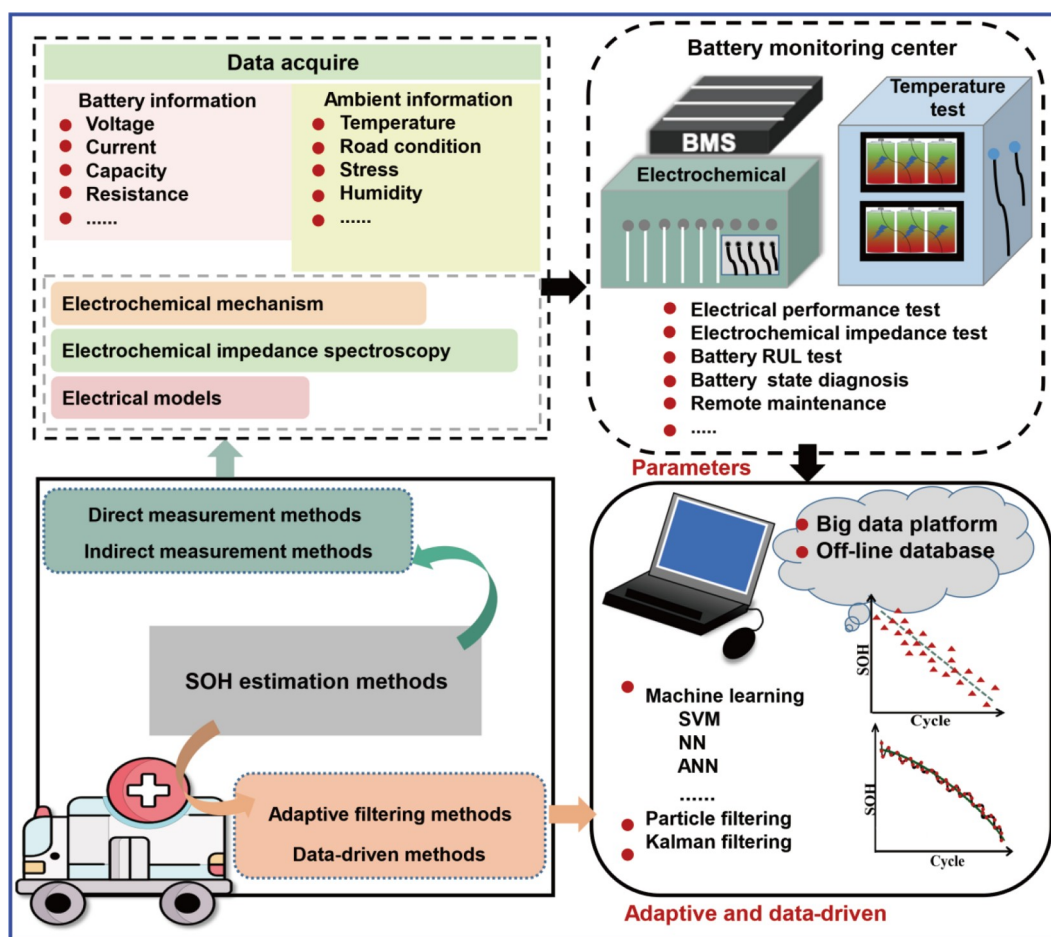 Data acquire
Battery information
Voltage
Current
Capacity
Resistance
......
Ambient information
Temperature
Road condition
Stress
Humidity
......
Electrochemical mechanism
Electrochemical impedance spectroscopy
Electrical models
Battery monitoring center
BMS
Electrochemical
Temperature
test
Electrical performance test
Electrochemical impedance test
Battery RUL test
Battery state diagnosis
Remote maintenance
.....
Direct measurement methods
Indirect measurement methods
SOH estimation methods
Adaptive filtering methods
Data-driven methods
Parameters
Big data platform
Off-line database
SOH
Cycle
Machine learning
SVM
NN
ANN
......
Particle filtering
Kalman filtering
SOH
Cycle
Adaptive and data-driven